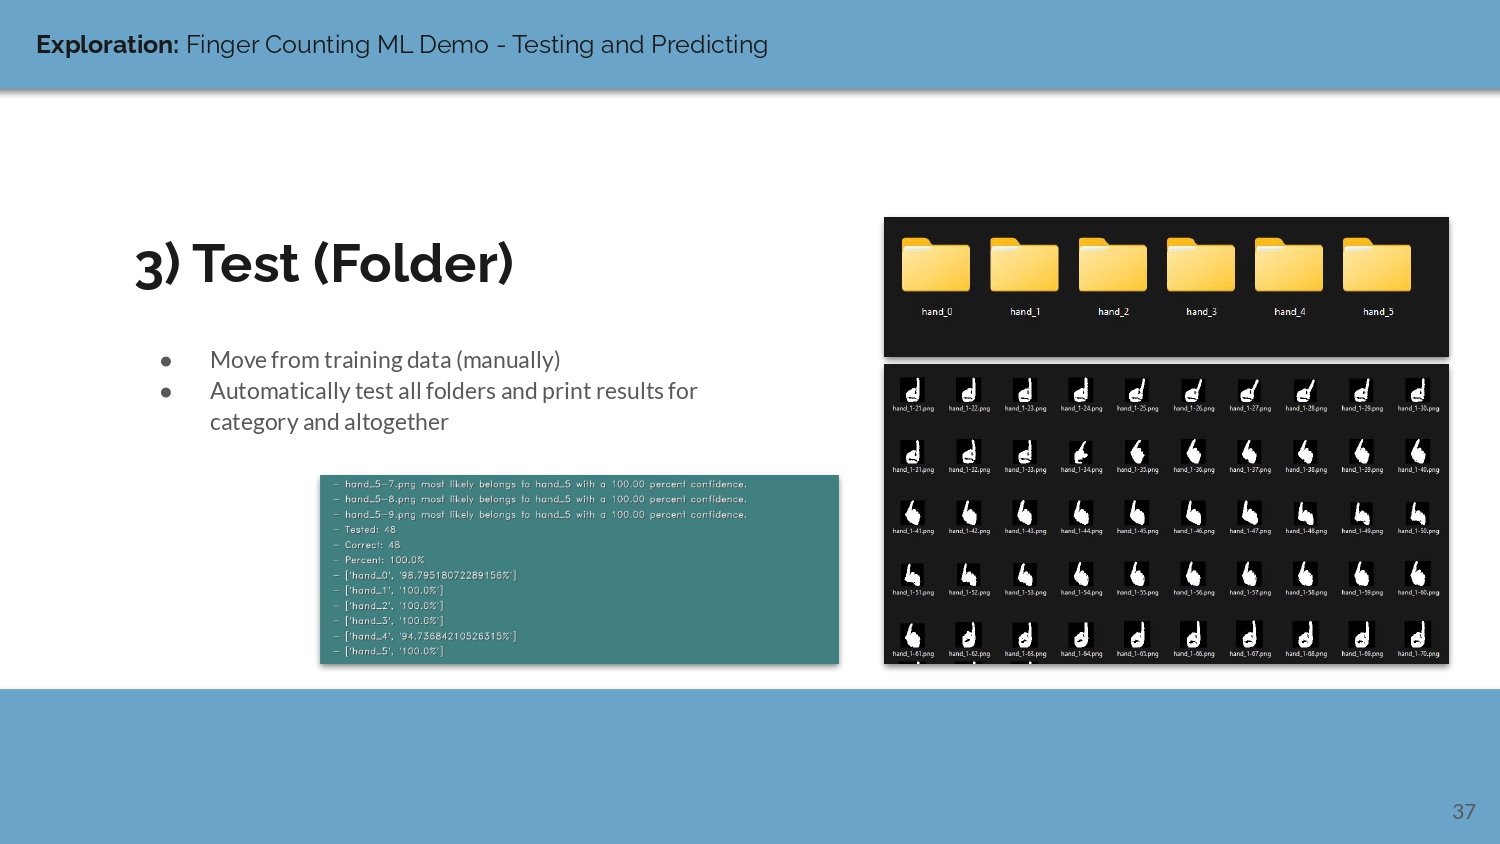 Exploration: Finger Counting ML Demo - Testing and Predicting
3) Test (Folder)
● Move from training data (manually)
● Automatically test all folders and print results for
category and altogether
– hand_5-7.png most likely belongs to hand_5 with a 100.00 percent confidence.
– hand_5-8.png most likely belongs to hand_5 with a 100.00 percent confidence.
– hand_5-9.png most likely belongs to hand_5 with a 100.00 percent confidence.
– Tested: 48
– Correct: 48
– Percent: 100.0%
– ['hand_0', '98.79518072289156%']
– ['hand_1', '100.0%']
– ['hand_2', '100.0%']
– ['hand_3', '100.0%']
– ['hand_4', '94.73684210526315%']
– ['hand_5', '100.0%']
hand_0 hand_1 hand_2 hand_3 hand_4 hand_5
hand_1-21.png hand_1-22.png hand_1-23.png hand_1-24.png hand_1-25.png hand_1-26.png hand_1-27.png hand_1-28.png hand_1-29.png hand_1-30.png
hand_1-31.png hand_1-32.png hand_1-33.png hand_1-34.png hand_1-35.png hand_1-36.png hand_1-37.png hand_1-38.png hand_1-39.png hand_1-40.png
hand_1-41.png hand_1-42.png hand_1-43.png hand_1-44.png hand_1-45.png hand_1-46.png hand_1-47.png hand_1-48.png hand_1-49.png hand_1-50.png
hand_1-51.png hand_1-52.png hand_1-53.png hand_1-54.png hand_1-55.png hand_1-56.png hand_1-57.png hand_1-58.png hand_1-59.png hand_1-60.png
hand_1-61.png hand_1-62.png hand_1-63.png hand_1-64.png hand_1-65.png hand_1-66.png hand_1-67.png hand_1-68.png hand_1-69.png hand_1-70.png
37